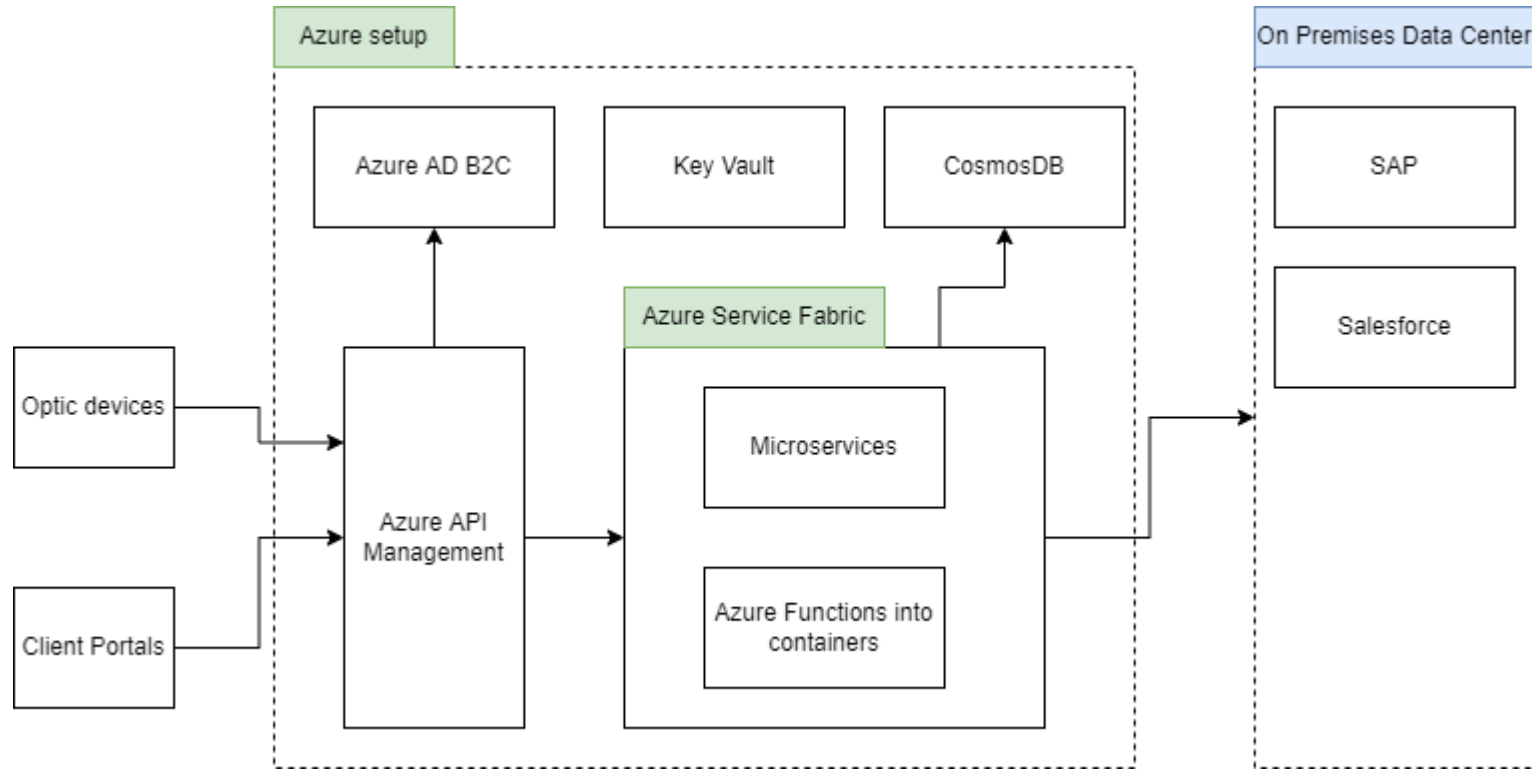 Azure setup
On Premises Data Center
Azure AD B2C
Key Vault
CosmosDB
SAP
Azure Service Fabric
Salesforce
Optic devices
Microservices
Azure API
Management
Client Portals
Azure Functions into
containers